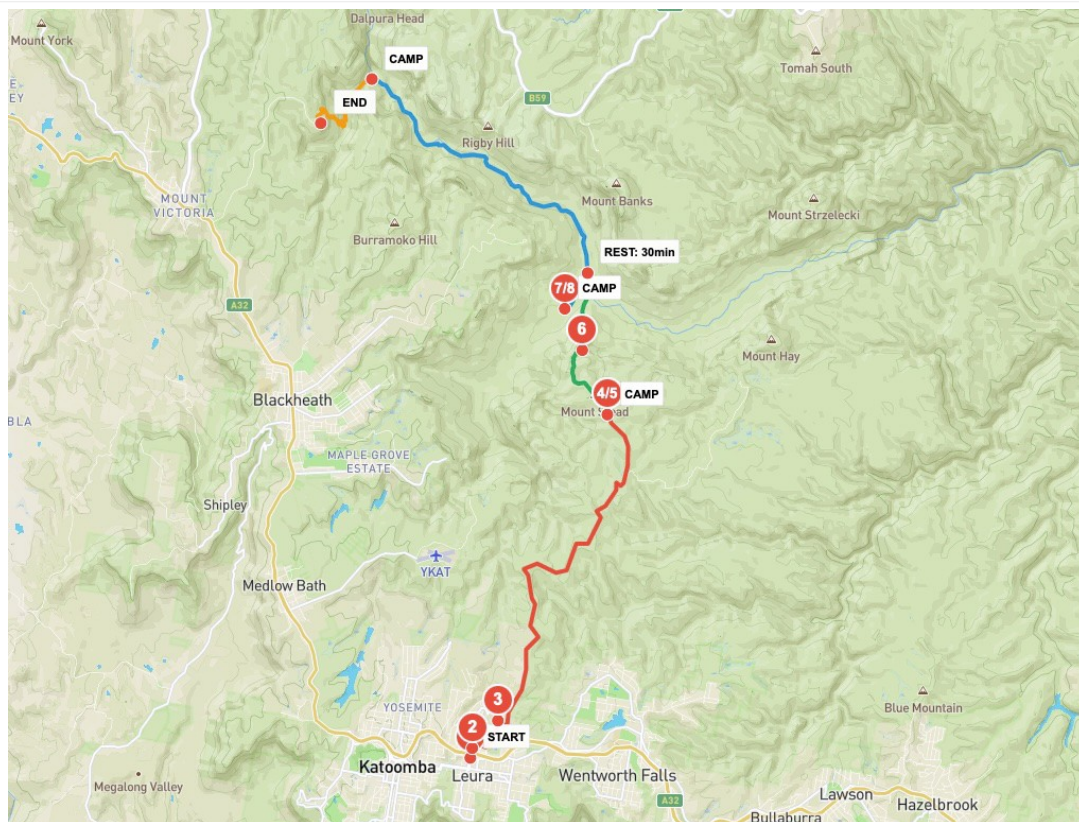 Dalpura Head
Mount York
CAMP
Tomah South
B59
END
Rigby Hill
MOUNT
VICTORIA
Mount Banks
Mount Strzelecki
Burramoko Hill
REST: 30min
7/8
CAMP
A32
6
Mount Hay
4/5
CAMP
Blackheath
MAPLE GROVE
ESTATE
Shipley
YKAT
Medlow Bath
YOSEMITE
3
Blue Mountain
2
START
Katoomba
Leura
Wentworth Falls
Megalong Valley
A32
Lawson
Hazelbrook
Bullaburra